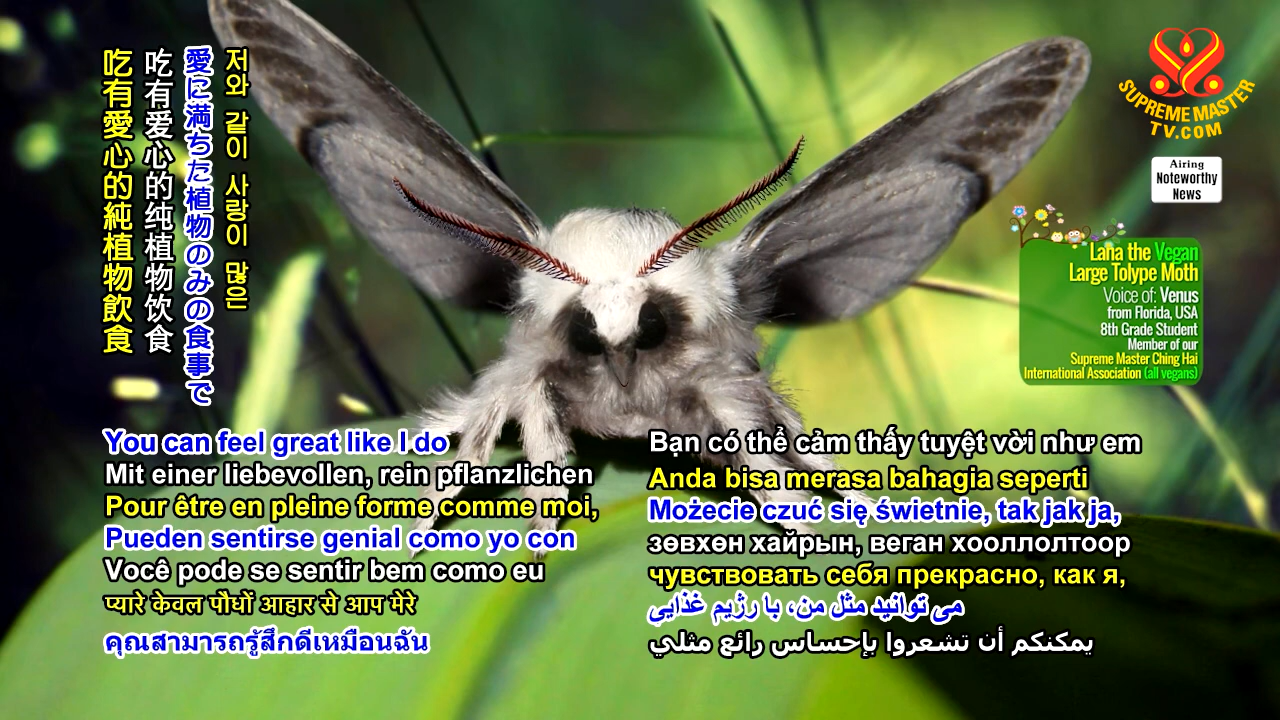 저와 같이 사랑이 많은
愛に満ちた植物のみの食事で
吃有爱心的纯植物饮食
吃有愛心的純植物飲食
SUPREME MASTER
TV.COM
Airing
Noteworthy
News
Lana the Vegan
Large Tolype Moth
Voice of: Venus
from Florida, USA
8th Grade Student
Member of our
Supreme Master Ching Hai
International Association (all vegans)
You can feel great like I do
Mit einer liebevollen, rein pflanzlichen
Pour être en pleine forme comme moi,
Pueden sentirse genial como yo con
Você pode se sentir bem como eu
प्यारे केवल पौधों आहार से आप मेरे
คุณสามารถรู้สึกดีเหมือนฉัน
Bạn có thể cảm thấy tuyệt vời như em
Anda bisa merasa bahagia seperti
Możecie czuć się świetnie, tak jak ja,
зөвхөн хайрын, веган хооллолтоор
чувствовать себя прекрасно, как я,
می توانید مثل من، با رژیم غذایی
يمكنكم أن تشعروا بإحساس رائع مثلي